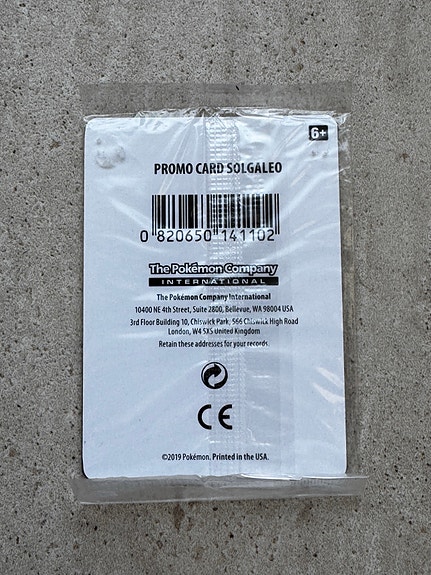 6+
PROMO CARD SOLGALEO
0 820650 141102
The Pokémon Company
INTERNATIONAL
The Pokémon Company International
10400 NE 4th Street, Suite 2800, Bellevue, WA 98004 USA
3rd Floor Building 10, Chiswick Park, 566 Chiswick High Road
London, W4 5XS United Kingdom
Retain these addresses for your records.
CE
©2019 Pokémon. Printed in the USA.